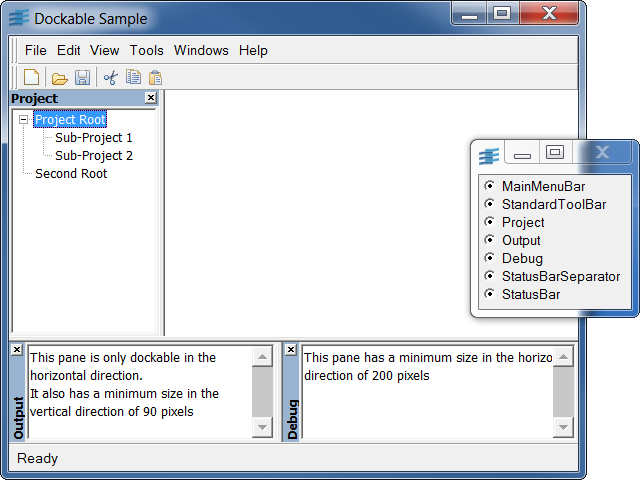 Dockable Sample
File Edit View Tools Windows Help
Project
Project Root
Sub-Project 1
Sub-Project 2
Second Root
MainMenuBar
StandardToolBar
Project
Output
Debug
StatusBarSeparator
StatusBar
Output
This pane is only dockable in the
horizontal direction.
It also has a minimum size in the
vertical direction of 90 pixels
Debug
This pane has a minimum size in the horizo
direction of 200 pixels
Ready